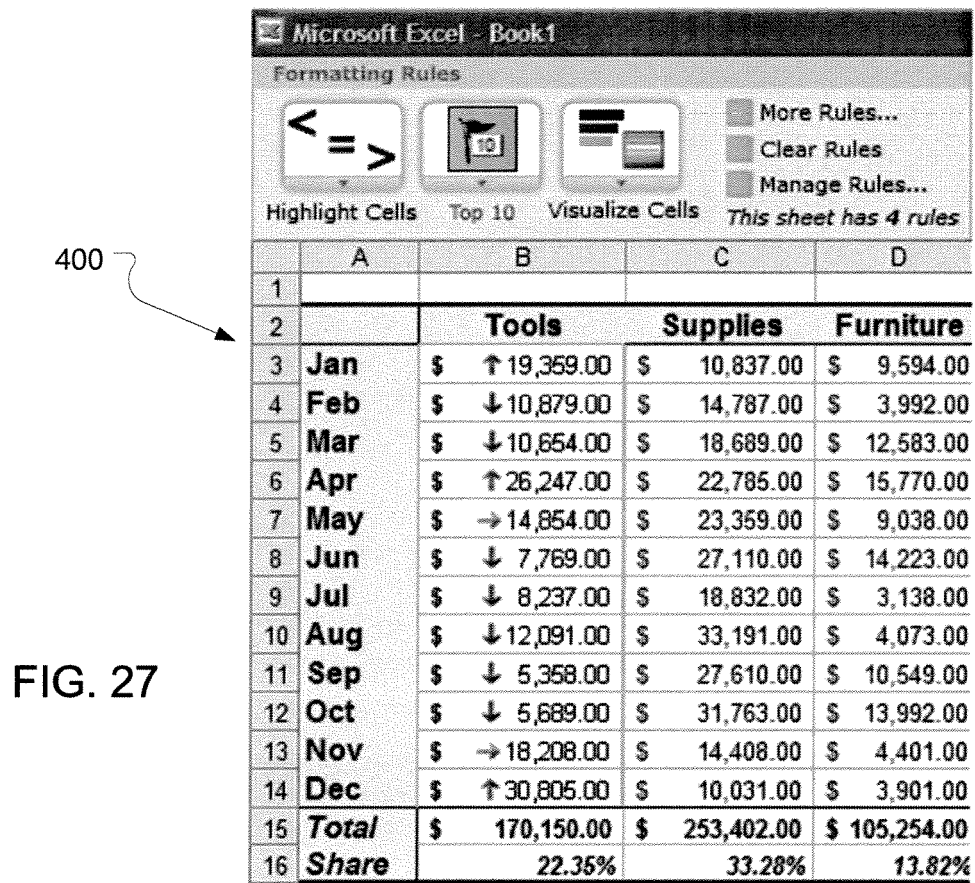 Microsoft Excel - Book1
Formatting Rules
< = >
10
More Rules...
Clear Rules
Manage Rules...
Highlight Cells Top 10 Visualize Cells This sheet has 4 rules
400
A B C D
1
2 Tools Supplies Furniture
3 Jan $ ↑19,359.00 $ 10,837.00 $ 9,594.00
4 Feb $ ↓10,879.00 $ 14,787.00 $ 3,992.00
5 Mar $ ↓10,654.00 $ 18,689.00 $ 12,583.00
6 Apr $ ↑26,247.00 $ 22,785.00 $ 15,770.00
7 May $ →14,854.00 $ 23,359.00 $ 9,038.00
8 Jun $ ↓ 7,769.00 $ 27,110.00 $ 14,223.00
9 Jul $ ↓ 8,237.00 $ 18,832.00 $ 3,138.00
10 Aug $ ↓12,091.00 $ 33,191.00 $ 4,073.00
FIG. 27
11 Sep $ ↓ 5,358.00 $ 27,610.00 $ 10,549.00
12 Oct $ ↓ 5,689.00 $ 31,763.00 $ 13,992.00
13 Nov $ →18,208.00 $ 14,408.00 $ 4,401.00
14 Dec $ ↑30,805.00 $ 10,031.00 $ 3,901.00
15 Total $ 170,150.00 $ 253,402.00 $ 105,254.00
16 Share 22.35% 33.28% 13.82%